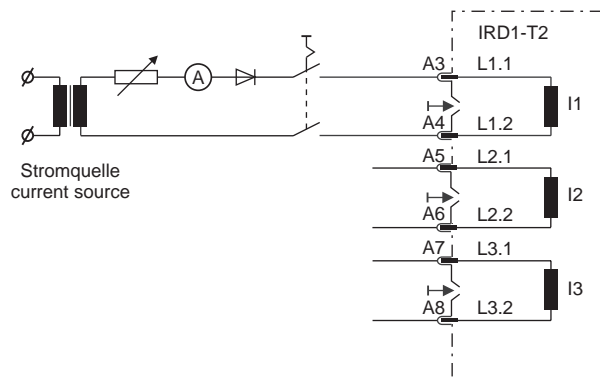 IRD1-T2
A3
L1.1
A
I1
A4
L1.2
Stromquelle
current source
A5
L2.1
I2
A6
L2.2
A7
L3.1
I3
A8
L3.2